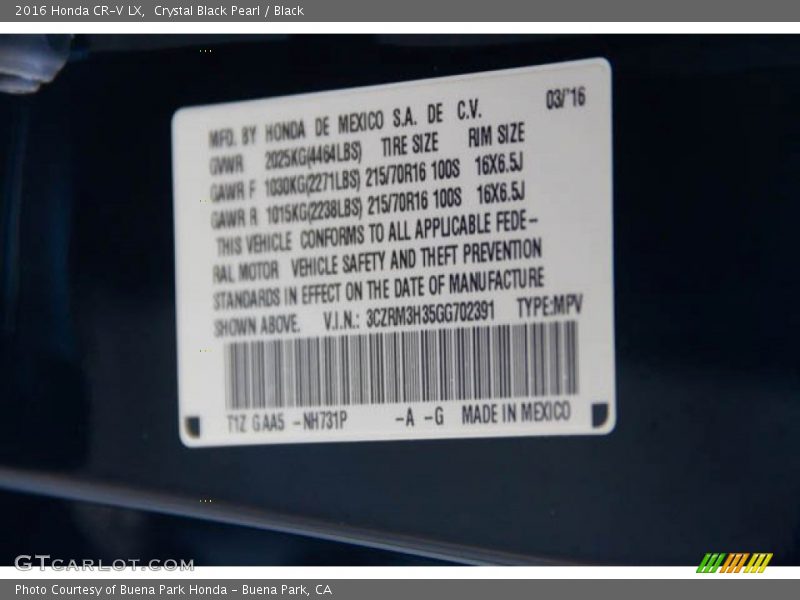 2016 Honda CR-V LX,  Crystal Black Pearl / Black
03/'16
MFD. BY HONDA DE MEXICO S.A. DE C.V.
GVWR 2025KG(4464LBS) TIRE SIZE RIM SIZE
GAWR F 1030KG(2271LBS) 215/70R16 100S 16X6.5J
GAWR R 1015KG(2238LBS) 215/70R16 100S 16X6.5J
THIS VEHICLE CONFORMS TO ALL APPLICABLE FEDE-
RAL MOTOR VEHICLE SAFETY AND THEFT PREVENTION
STANDARDS IN EFFECT ON THE DATE OF MANUFACTURE
SHOWN ABOVE. V.I.N.: 3CZRM3H35GG702391 TYPE:MPV
T1Z GAA5 -NH731P -A -G MADE IN MEXICO
GTCARLOT.COM
Photo Courtesy of Buena Park Honda - Buena Park, CA